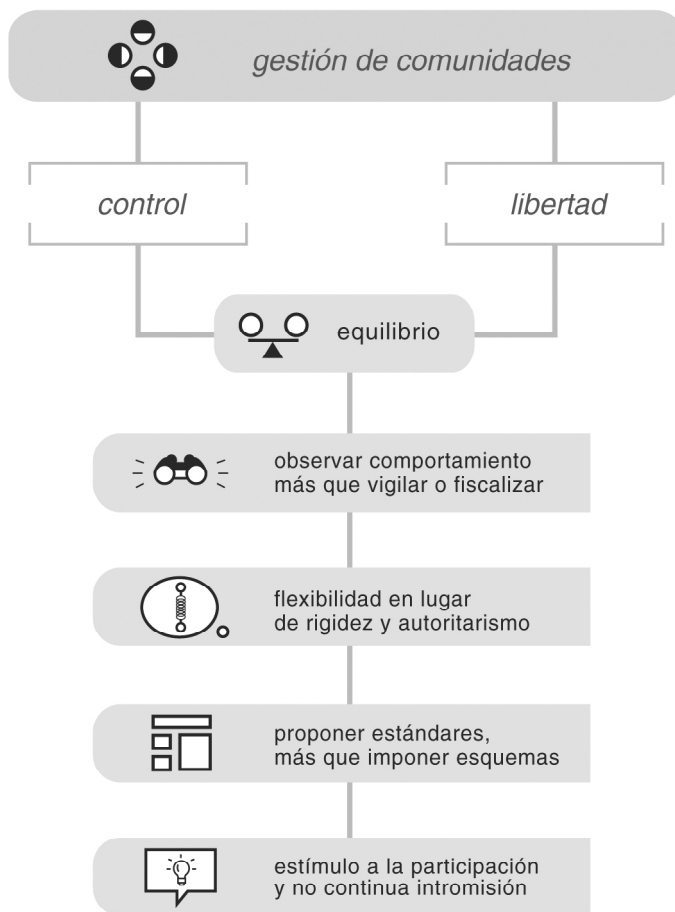 gestión de comunidades
control
libertad
equilibrio
observar comportamiento
más que vigilar o fiscalizar
flexibilidad en lugar
de rigidez y autoritarismo
proponer estándares,
más que imponer esquemas
estímulo a la participación
y no continua intromisión